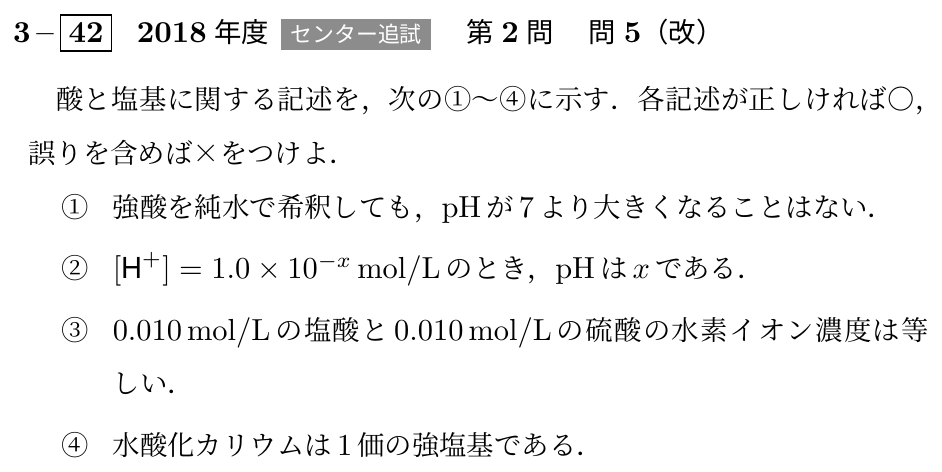 3－42 2018年度 センター追試 第2問 問5（改）
酸と塩基に関する記述を，次の①～④に示す．各記述が正しければ○，
誤りを含めば×をつけよ．
① 強酸を純水で希釈しても，pHが7より大きくなることはない．
② [H⁺] = 1.0 × 10⁻ˣ mol/Lのとき，pHはxである．
③ 0.010 mol/Lの塩酸と0.010 mol/Lの硫酸の水素イオン濃度は等
しい．
④ 水酸化カリウムは1価の強塩基である．